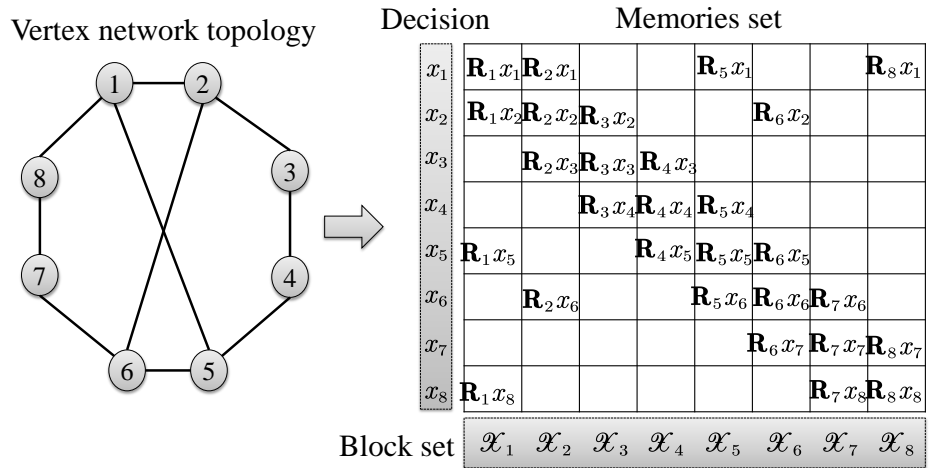 Decision
Memories set
Vertex network topology
1
2
3
4
5
6
7
8
x₁ R₁x₁ R₂x₁ R₅x₁ R₈x₁
x₂ R₁x₂ R₂x₂ R₃x₂ R₆x₂
x₃ R₂x₃ R₃x₃ R₄x₃
x₄ R₃x₄ R₄x₄ R₅x₄
x₅ R₁x₅ R₄x₅ R₅x₅ R₆x₅
x₆ R₂x₆ R₅x₆ R₆x₆ R₇x₆
x₇ R₆x₇ R₇x₇ R₈x₇
x₈ R₁x₈ R₇x₈ R₈x₈
Block set 𝒳₁ 𝒳₂ 𝒳₃ 𝒳₄ 𝒳₅ 𝒳₆ 𝒳₇ 𝒳₈